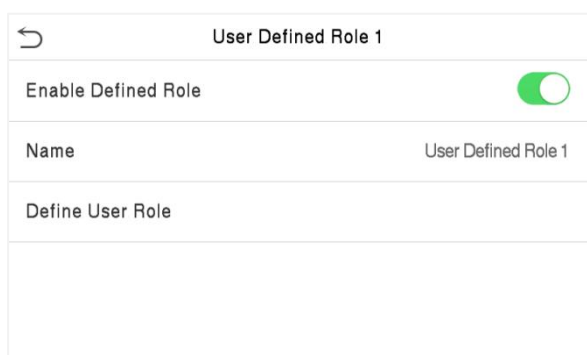 User Defined Role 1
Enable Defined Role
Name User Defined Role 1
Define User Role